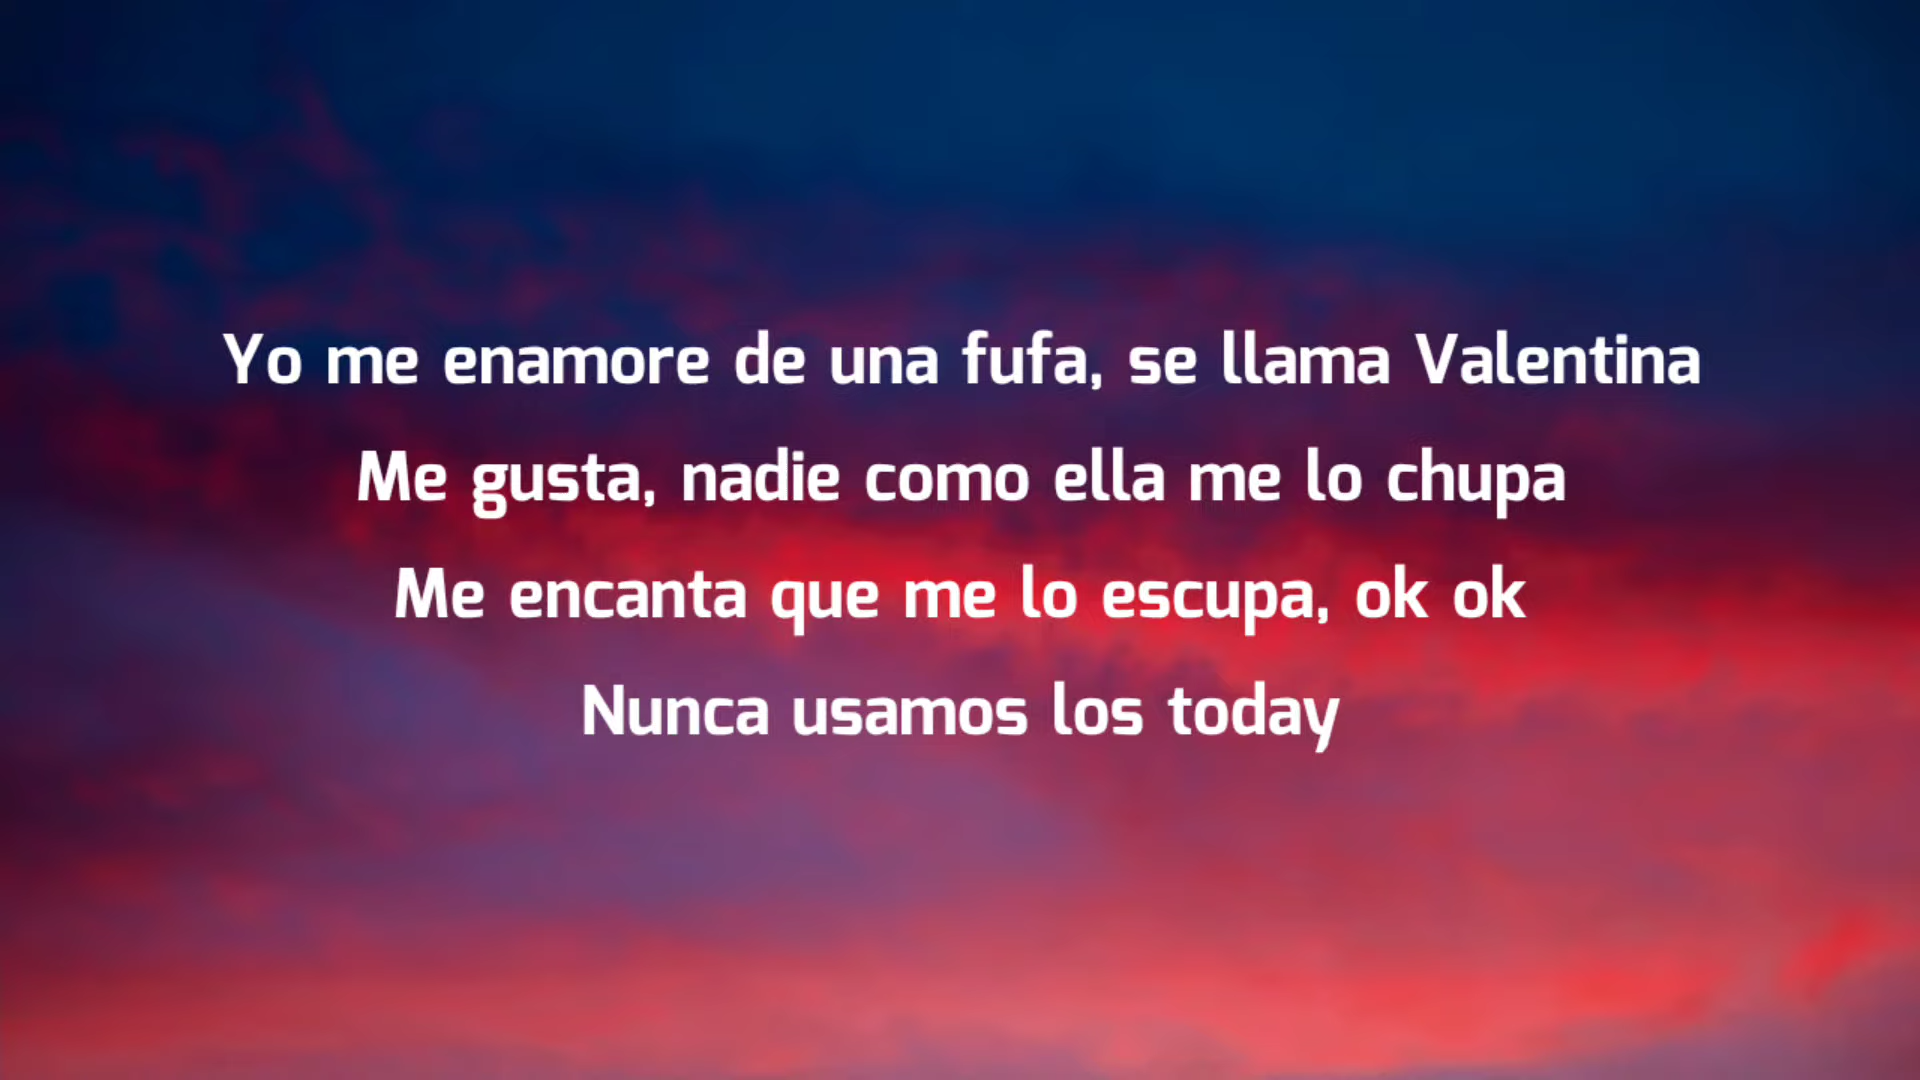 Yo me enamore de una fufa, se llama Valentina
Me gusta, nadie como ella me lo chupa
Me encanta que me lo escupa, ok ok
Nunca usamos los today